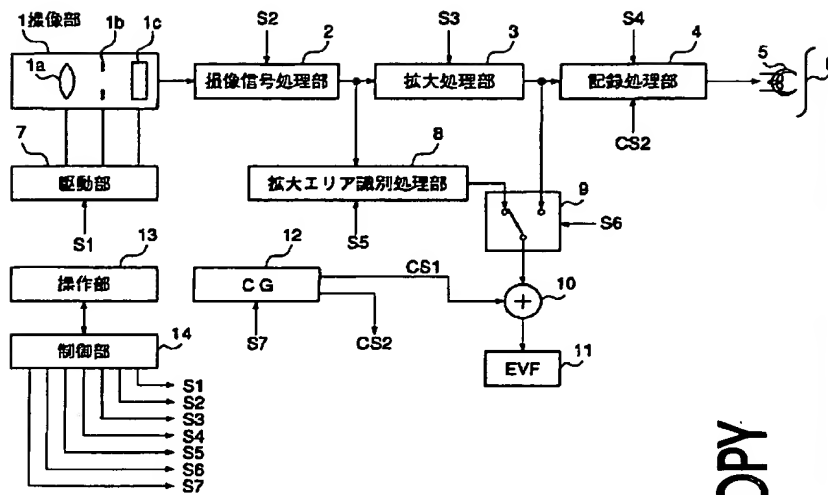 S2
S3
S4
1撮像部
1b
1c
1a
2
撮像信号処理部
3
拡大処理部
4
記録処理部
5
CS2
7
駆動部
S1
8
拡大エリア識別処理部
S5
9
S6
13
操作部
12
CG
CS1
S7
CS2
10
+
14
制御部
EVF
11
S1
S2
S3
S4
S5
S6
S7
OPY